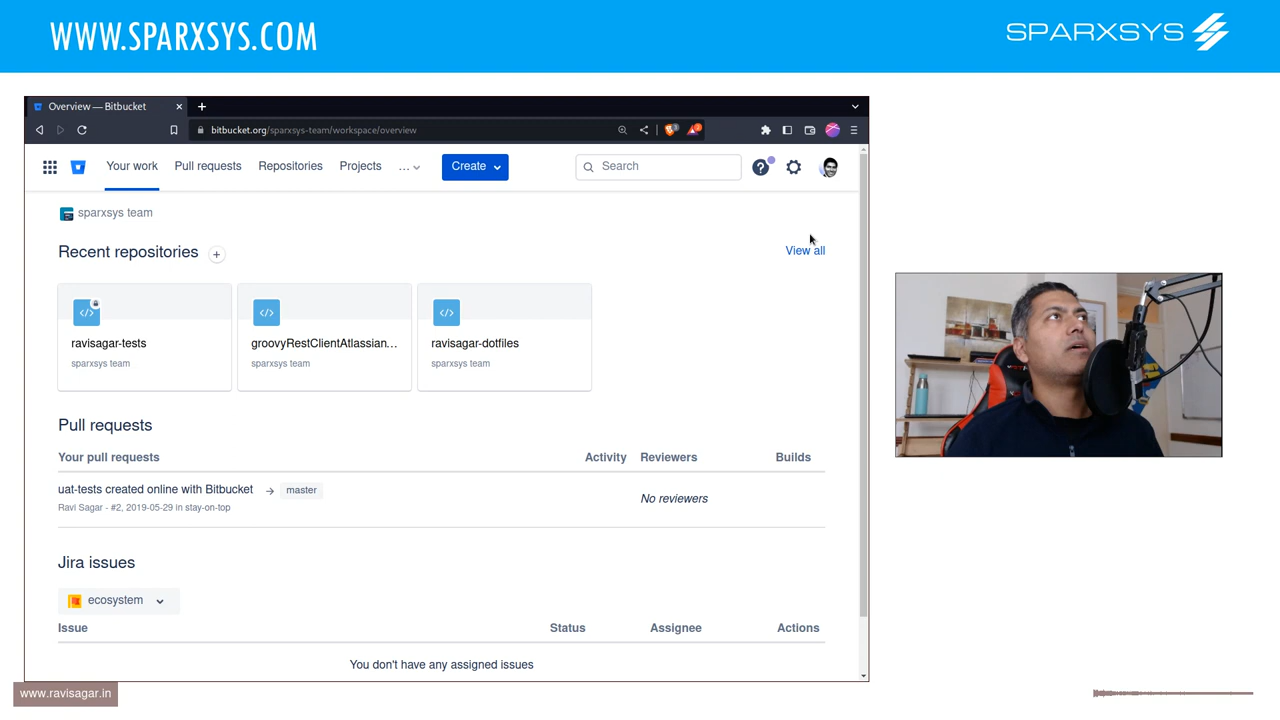 WWW.SPARXSYS.COM
SPARXSYS
Overview — Bitbucket
bitbucket.org/sparxsys-team/workspace/overview
Your work
Pull requests
Repositories
Projects
...
Create
Search
sparxsys team
Recent repositories
View all
ravisagar-tests
sparxsys team
groovyRestClientAtlassian...
sparxsys team
ravisagar-dotfiles
sparxsys team
Pull requests
Your pull requests
Activity
Reviewers
Builds
uat-tests created online with Bitbucket
master
No reviewers
Ravi Sagar - #2, 2019-05-29 in stay-on-top
Jira issues
ecosystem
Issue
Status
Assignee
Actions
You don't have any assigned issues
www.ravisagar.in